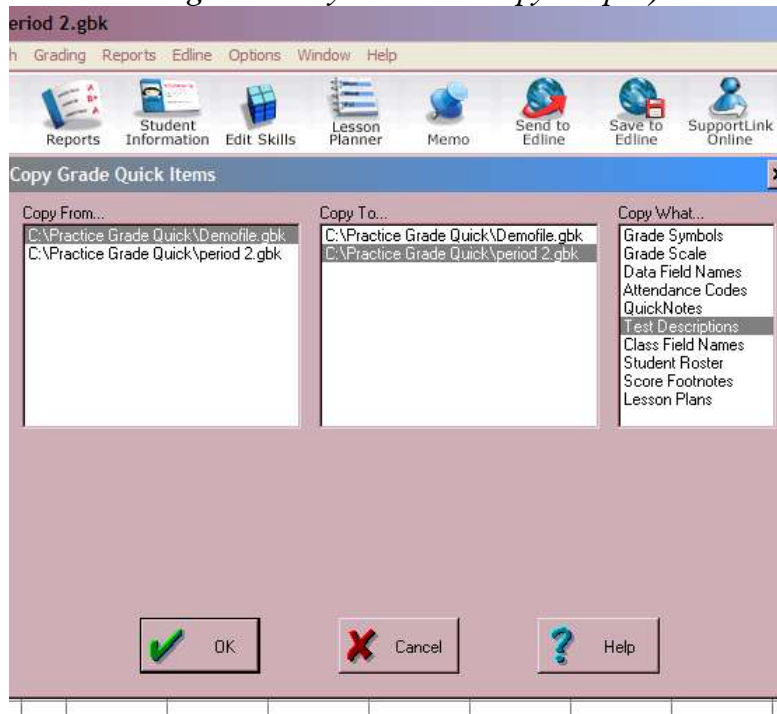 eriod 2.gbk
h Grading Reports Edline Options Window Help
Reports Student Information Edit Skills Lesson Planner Memo Send to Edline Save to Edline SupportLink Online
Copy Grade Quick Items
Copy From...
C:\Practice Grade Quick\Demofile.gbk
C:\Practice Grade Quick\period 2.gbk
Copy To...
C:\Practice Grade Quick\Demofile.gbk
C:\Practice Grade Quick\period 2.gbk
Copy What...
Grade Symbols
Grade Scale
Data Field Names
Attendance Codes
QuickNotes
Test Descriptions
Class Field Names
Student Roster
Score Footnotes
Lesson Plans
OK Cancel Help